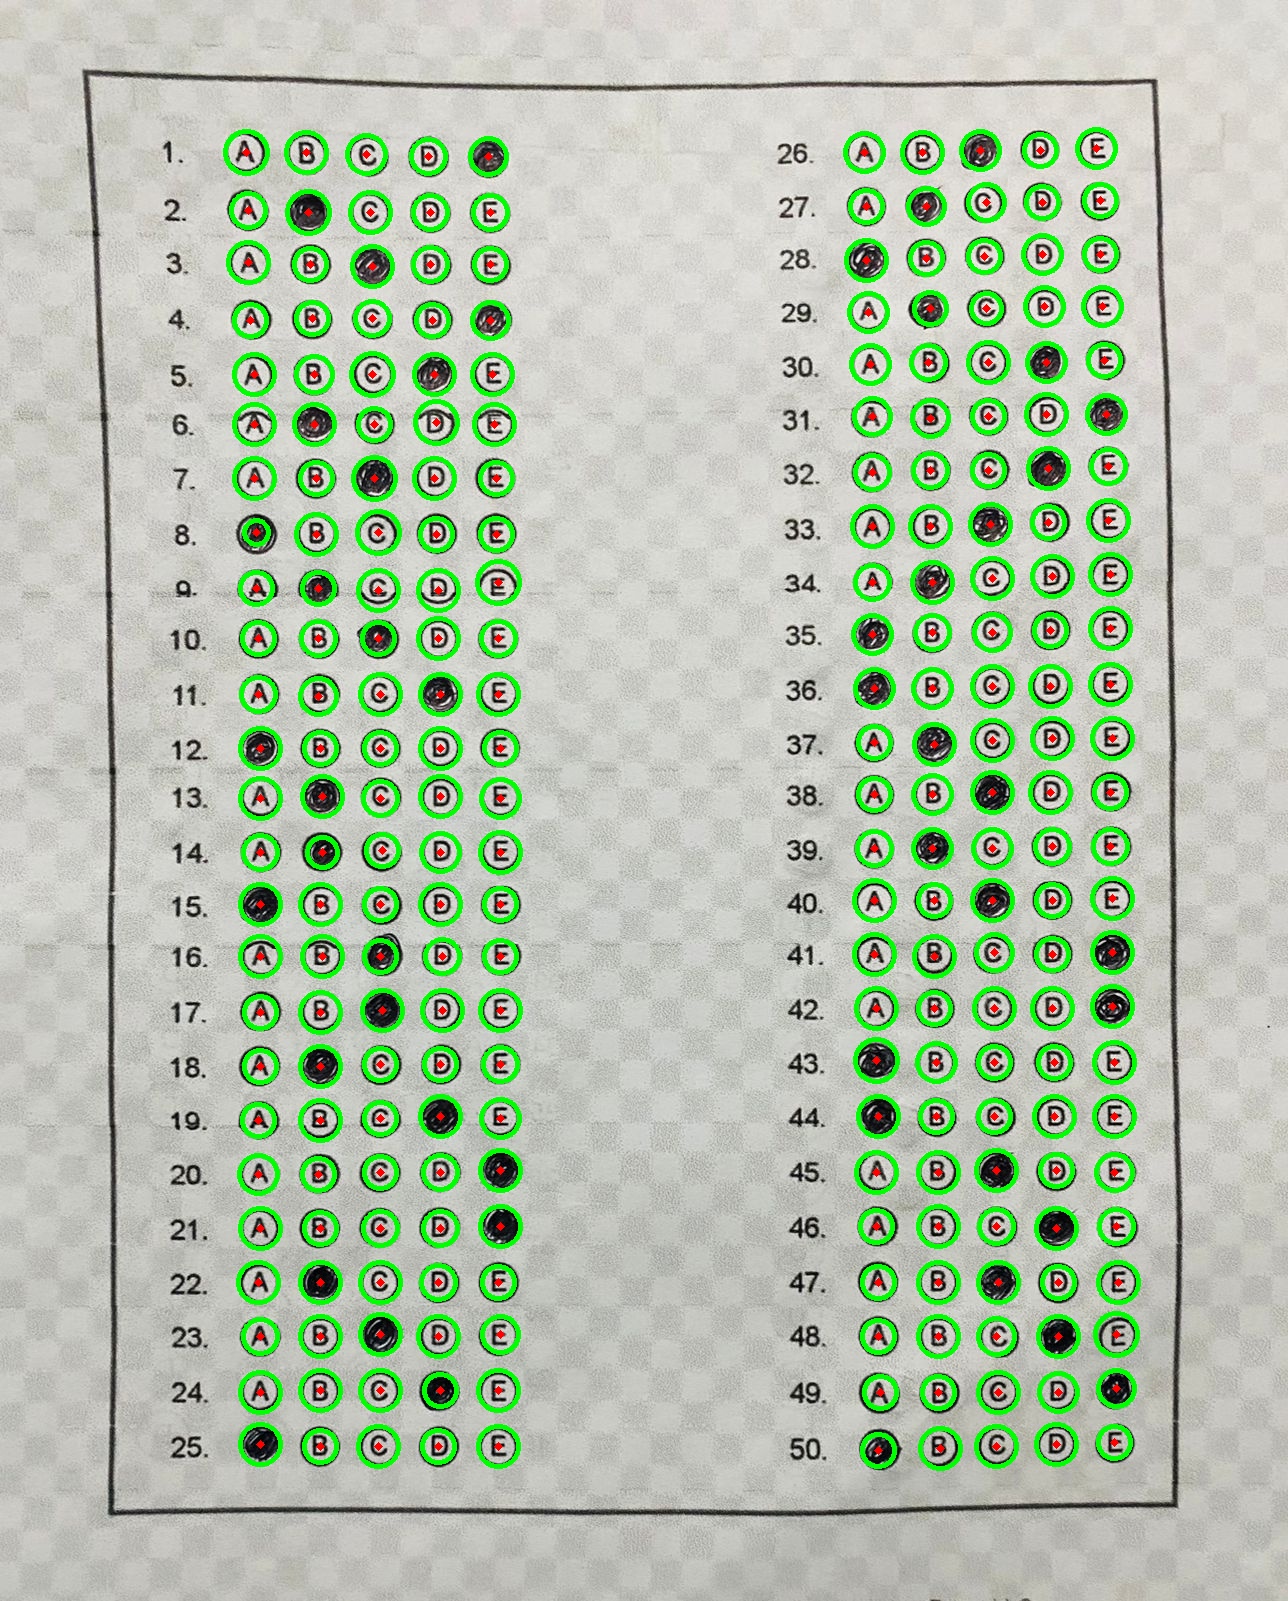 1. A B C D
2. A C D E
3. A B D E
4. A B C D
5. A B C E
6. A C D E
7. A B D E
8. B C D E
9. A C D E
10. A B D E
11. A B C E
12. B C D E
13. A C D E
14. A C D E
15. B C D E
16. A B D E
17. A B D E
18. A C D E
19. A B C E
20. A B C D
21. A B C D
22. A C D E
23. A B D E
24. A B C E
25. B C D E
26. A B D E
27. A C D E
28. B C D E
29. A C D E
30. A B C E
31. A B C D
32. A B C E
33. A B D E
34. A C D E
35. B C D E
36. B C D E
37. A C D E
38. A B D E
39. A C D E
40. A B D E
41. A B C D
42. A B C D
43. B C D E
44. B C D E
45. A B D E
46. A B C E
47. A B D E
48. A B C E
49. A B C D
50. B C D E